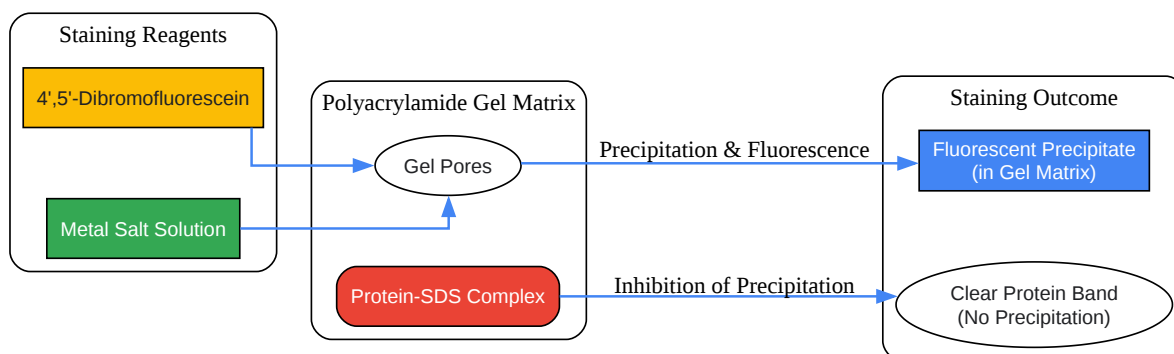 Staining Reagents
4',5'-Dibromofluorescein
Metal Salt Solution
Polyacrylamide Gel Matrix
Gel Pores
Protein-SDS Complex
Precipitation & Fluorescence
Inhibition of Precipitation
Staining Outcome
Fluorescent Precipitate
(in Gel Matrix)
Clear Protein Band
(No Precipitation)